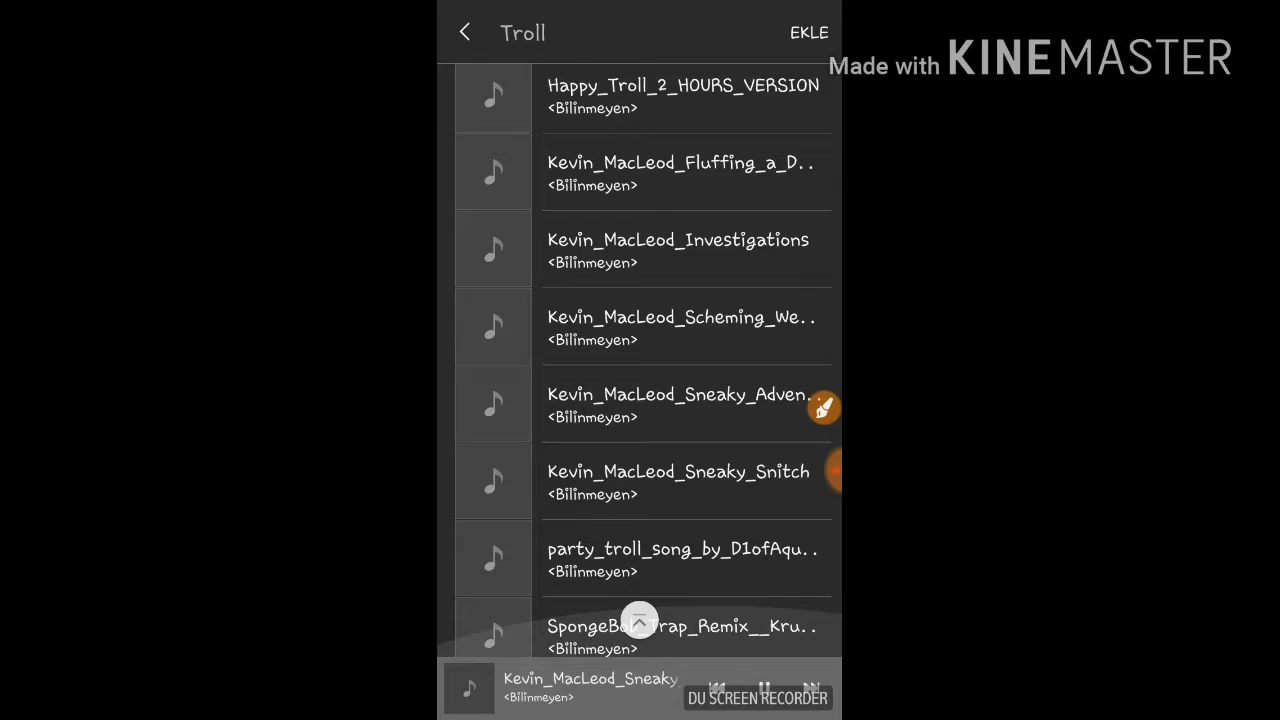 Troll
EKLE
Made with KINEMASTER
Happy_Troll_2_HOURS_VERSION
<Bilinmeyen>
Kevin_MacLeod_Fluffing_a_D..
<Bilinmeyen>
Kevin_MacLeod_Investigations
<Bilinmeyen>
Kevin_MacLeod_Scheming_We..
<Bilinmeyen>
Kevin_MacLeod_Sneaky_Adven..
<Bilinmeyen>
Kevin_MacLeod_Sneaky_Snitch
<Bilinmeyen>
party_troll_song_by_D1ofAqu..
<Bilinmeyen>
SpongeBob_Trap_Remix__Kru..
<Bilinmeyen>
Kevin_MacLeod_Sneaky
<Bilinmeyen>
DU SCREEN RECORDER